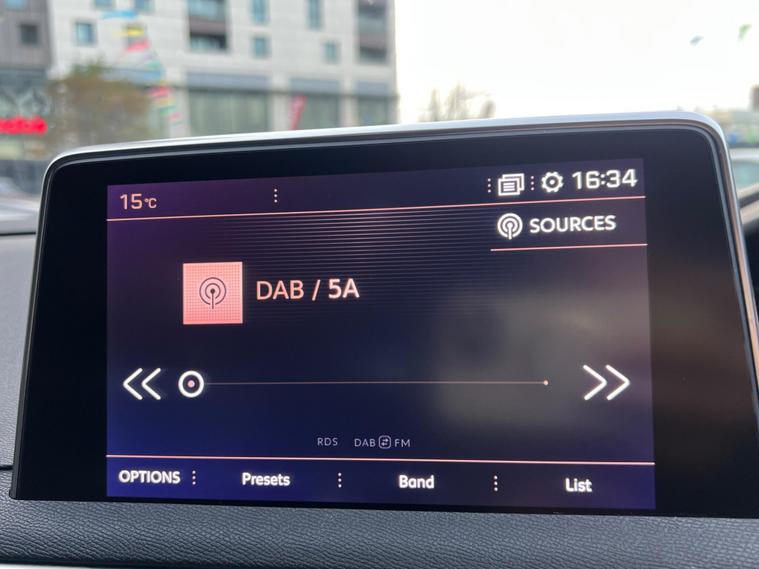 15°C
16:34
SOURCES
DAB / 5A
RDS DAB FM
OPTIONS Presets Band List